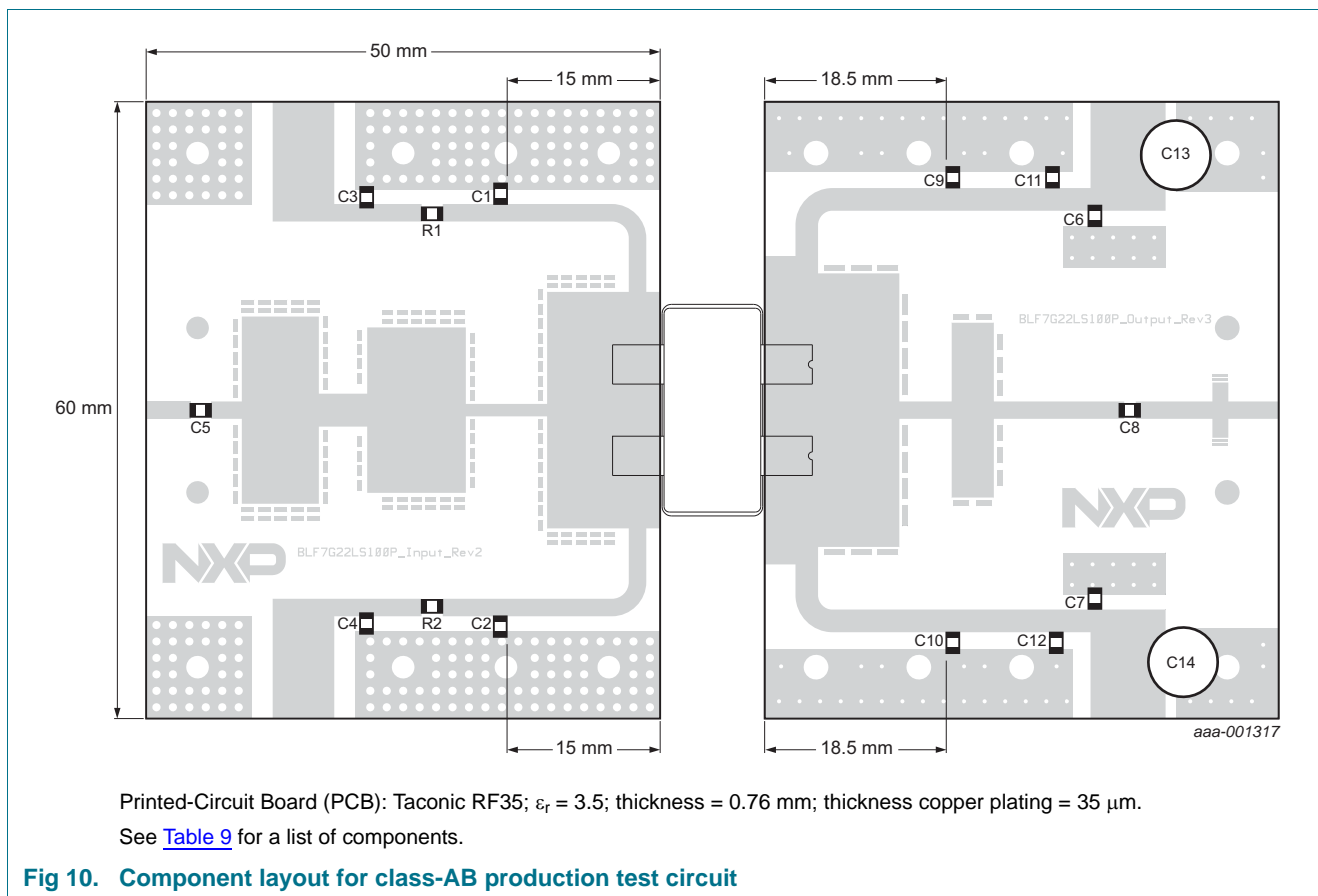 50 mm
15 mm
18.5 mm
C13
C3
C1
R1
C9
C11
C6
BLF7G22LS100P_Output_Rev3
60 mm
C5
C8
NXP
NXP
BLF7G22LS100P_Input_Rev2
C4
R2
C2
C7
C10
C12
C14
aaa-001317
15 mm
18.5 mm
Printed-Circuit Board (PCB): Taconic RF35; εr = 3.5; thickness = 0.76 mm; thickness copper plating = 35 μm.
See Table 9 for a list of components.
Fig 10. Component layout for class-AB production test circuit